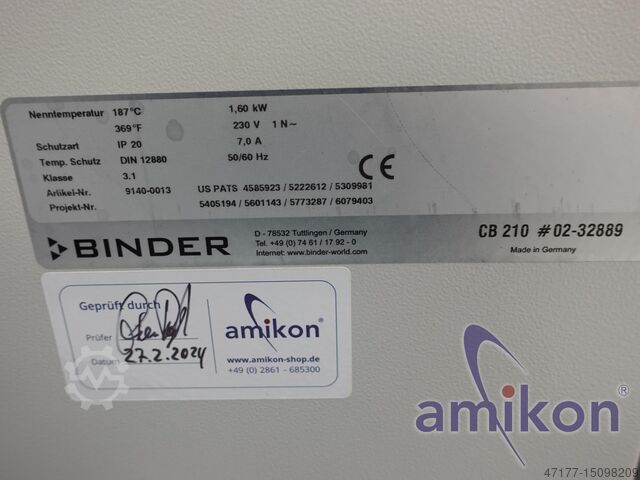 Nenntemperatur 187°C 1,60 kW
369°F 230 V 1 N~
Schutzart IP 20 7,0 A
Temp. Schutz DIN 12880 50/60 Hz
Klasse 3.1
Artikel-Nr. 9140-0013 US PATS 4585923 / 5222612 / 5309981
Projekt-Nr. 5405194 / 5601143 / 5773287 / 6079403
CE
BINDER
D - 78532 Tuttlingen / Germany
Tel. +49 (0) 74 61 / 17 92 - 0
Internet: www.binder-world.com
CB 210 # 02-32889
Made in Germany
Geprüft durch
Prüfer
Datum 27.2.2024
amikon®
www.amikon-shop.de
+49 (0) 2861 - 685300
amikon®
47177-15098209